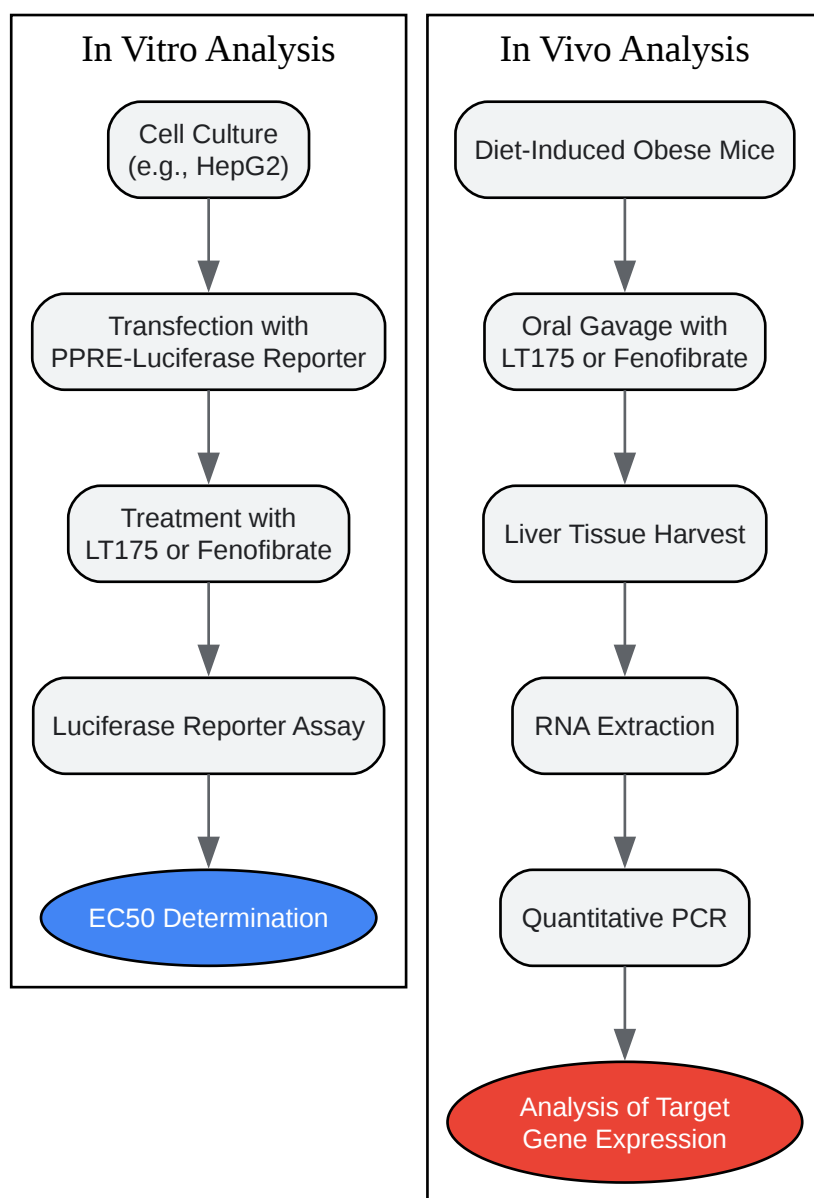 In Vitro Analysis
Cell Culture
(e.g., HepG2)
Transfection with
PPRE-Luciferase Reporter
Treatment with
LT175 or Fenofibrate
Luciferase Reporter Assay
EC50 Determination
In Vivo Analysis
Diet-Induced Obese Mice
Oral Gavage with
LT175 or Fenofibrate
Liver Tissue Harvest
RNA Extraction
Quantitative PCR
Analysis of Target
Gene Expression